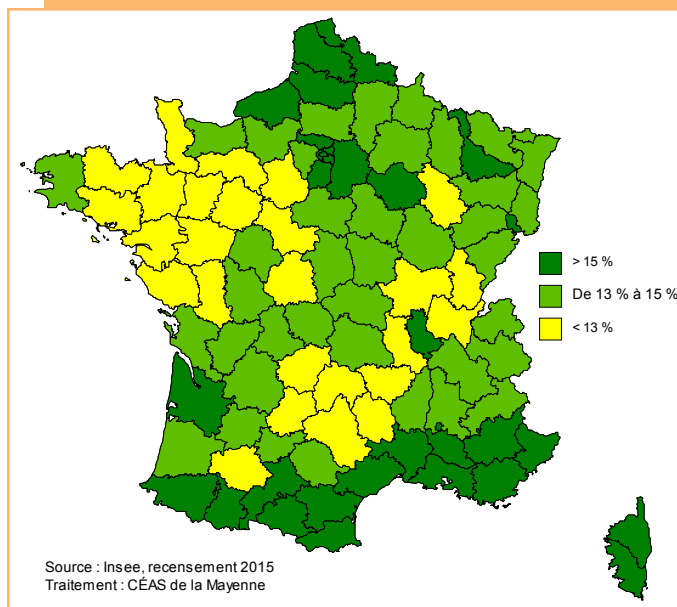 > 15 %
De 13 % à 15 %
< 13 %
Source : Insee, recensement 2015
Traitement : CÉAS de la Mayenne